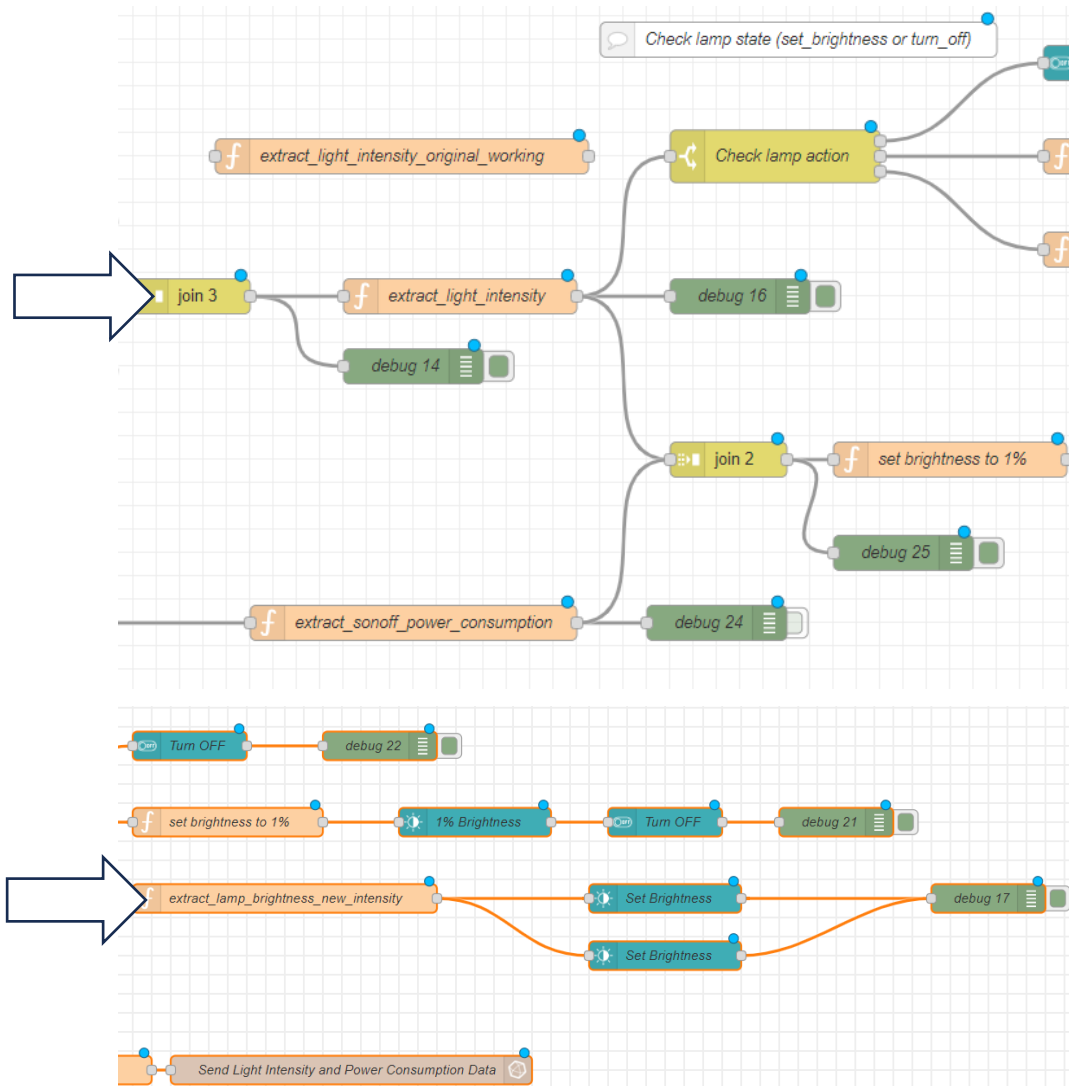 Check lamp state (set_brightness or turn_off)
extract_light_intensity_original_working
Check lamp action
join 3
extract_light_intensity
debug 16
debug 14
join 2
set brightness to 1%
debug 25
extract_sonoff_power_consumption
debug 24
Turn OFF
debug 22
set brightness to 1%
1% Brightness
Turn OFF
debug 21
extract_lamp_brightness_new_intensity
Set Brightness
debug 17
Set Brightness
Send Light Intensity and Power Consumption Data